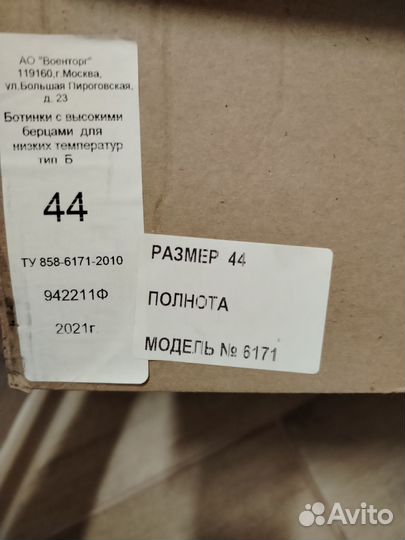 АО "Военторг"
119160,г.Москва,
ул,Большая Пироговская,
д. 23
Ботинки с высокими
берцами для
низких температур
тип Б
44
ТУ 858-6171-2010
942211Ф
2021г
РАЗМЕР 44
ПОЛНОТА
МОДЕЛЬ № 6171
Avito